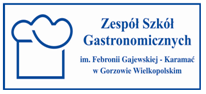 Zespół Szkół
Gastronomicznych
im. Febronii Gajewskiej - Karamać
w Gorzowie Wielkopolskim